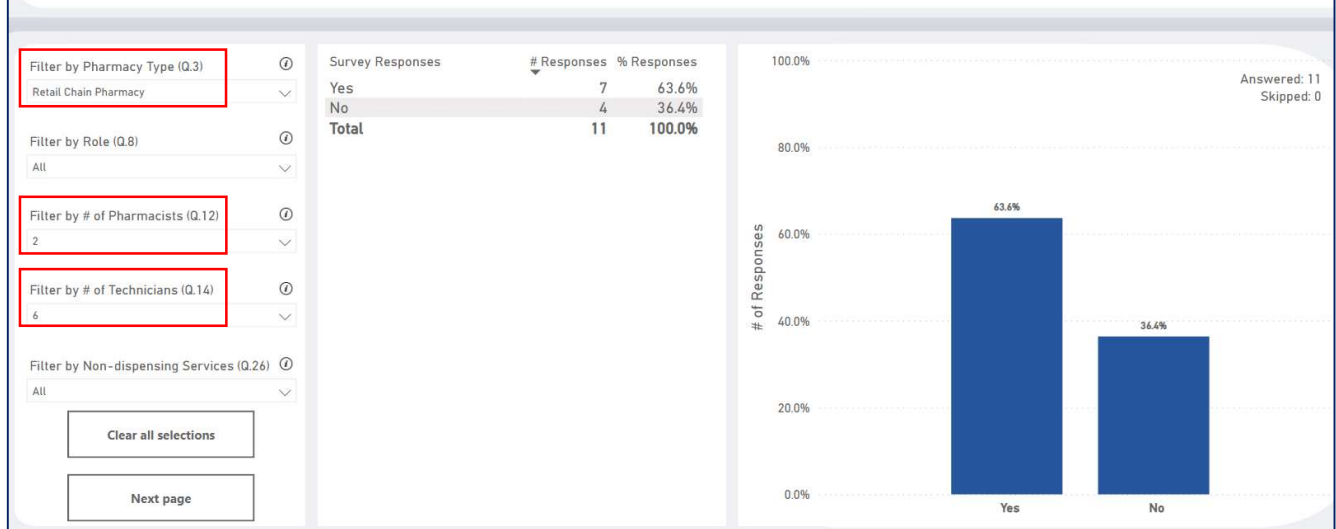 Filter by Pharmacy Type (Q.3)
Retail Chain Pharmacy
Filter by Role (Q.8)
All
Filter by # of Pharmacists (Q.12)
2
Filter by # of Technicians (Q.14)
6
Filter by Non-dispensing Services (Q.26)
All
Clear all selections
Next page
Survey Responses # Responses % Responses
Yes 7 63.6%
No 4 36.4%
Total 11 100.0%
Answered: 11
Skipped: 0
# of Responses
100.0%
80.0%
60.0%
40.0%
20.0%
0.0%
63.6%
36.4%
Yes No